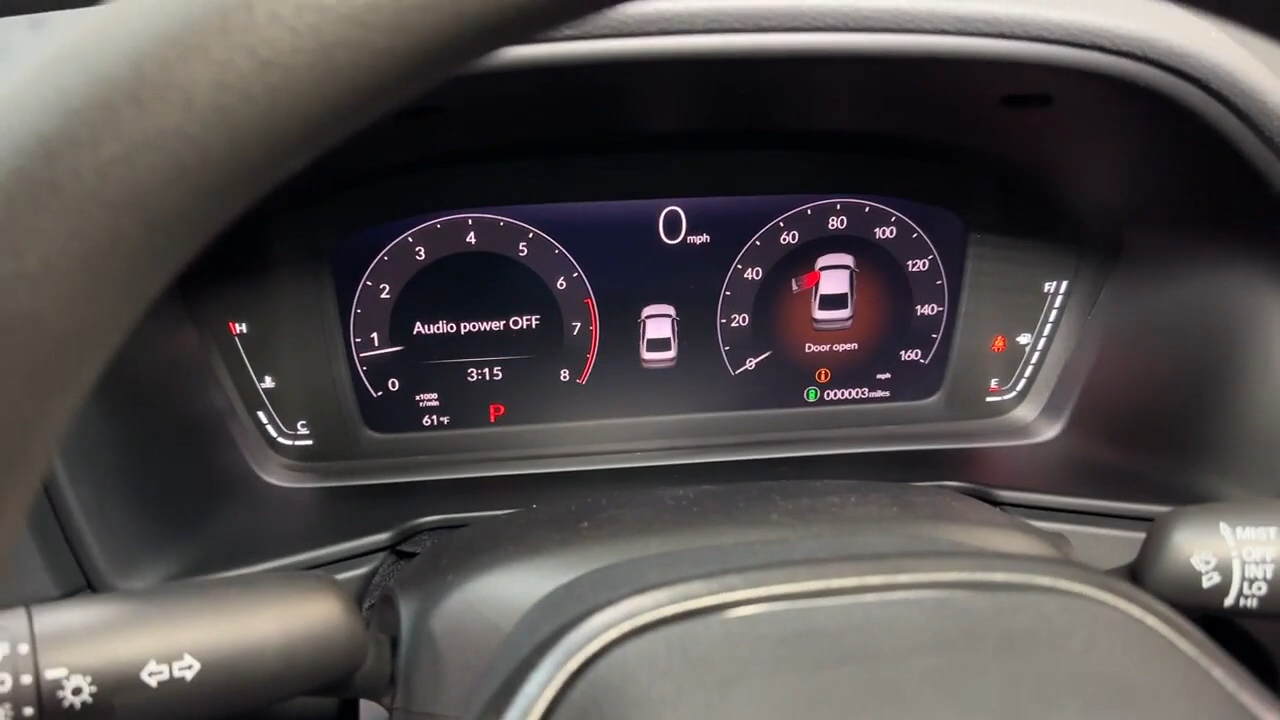 0 mph
0
1
2
3
4
5
6
7
8
Audio power OFF
3:15
x1000
r/min
61°F
P
0
20
40
60
80
100
120
140
160
Door open
mph
000003 miles
H
C
F
E
MIST
OFF
INT
LO
HI